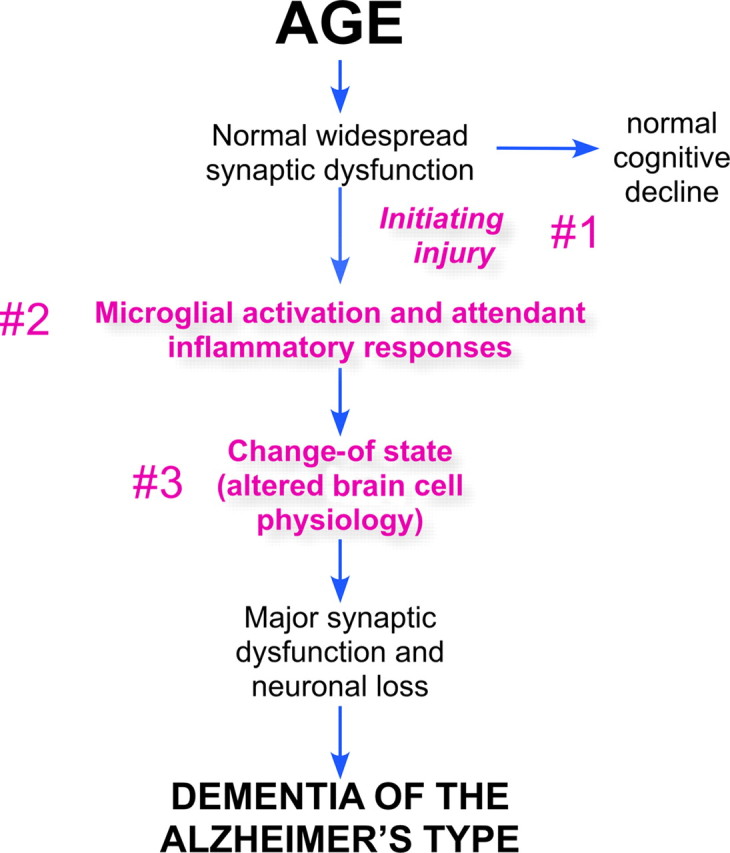 AGE
Normal widespread
synaptic dysfunction
normal
cognitive
decline
Initiating
injury
#1
#2
Microglial activation and attendant
inflammatory responses
#3
Change-of state
(altered brain cell
physiology)
Major synaptic
dysfunction and
neuronal loss
DEMENTIA OF THE
ALZHEIMER'S TYPE